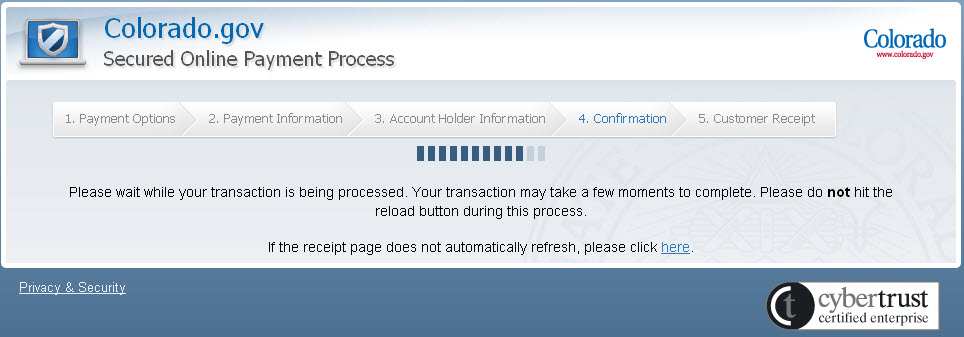 Colorado.gov
Secured Online Payment Process
Colorado
www.colorado.gov
1. Payment Options 2. Payment Information 3. Account Holder Information 4. Confirmation 5. Customer Receipt
Please wait while your transaction is being processed. Your transaction may take a few moments to complete. Please do not hit the
reload button during this process.
If the receipt page does not automatically refresh, please click here.
Privacy & Security
t cybertrust
certified enterprise